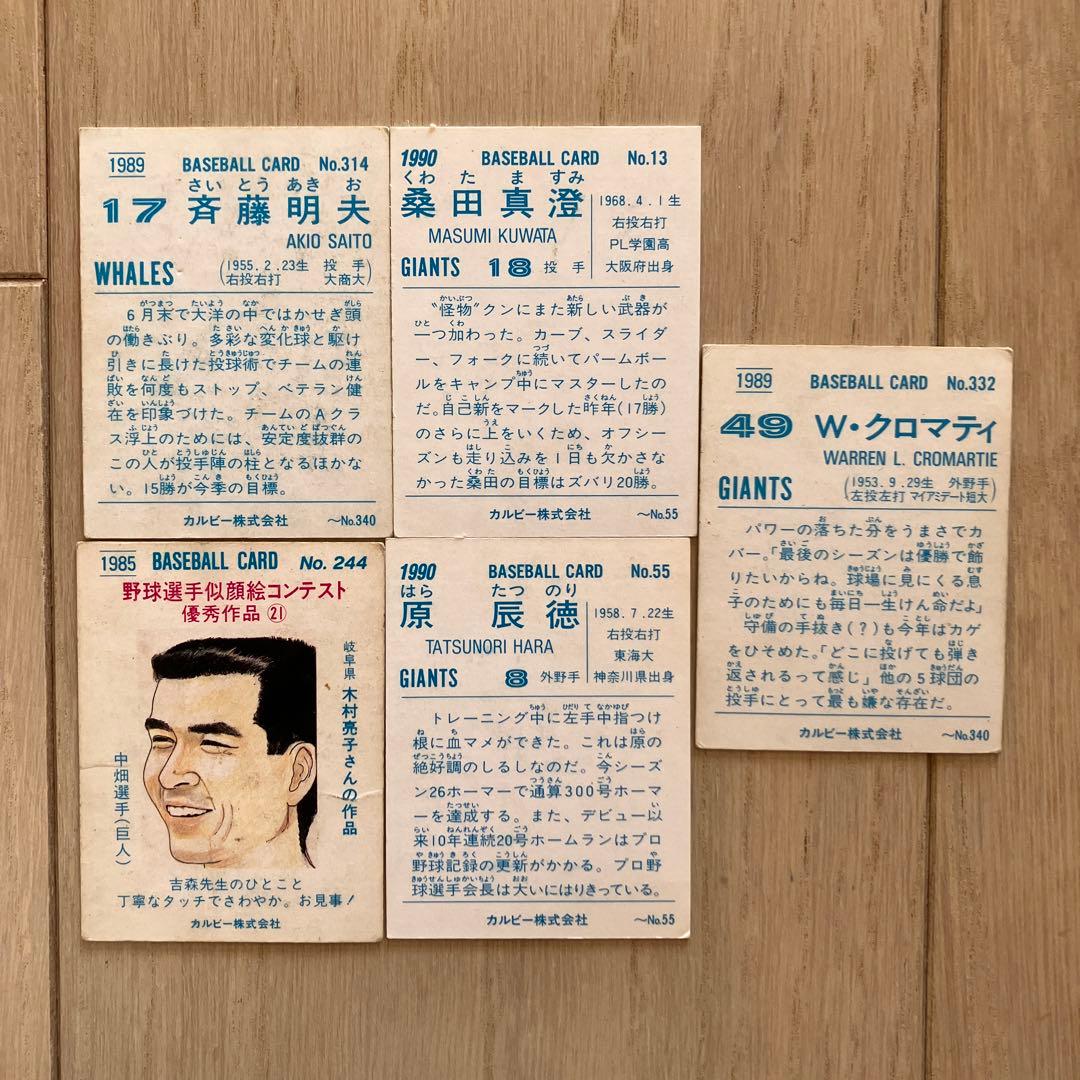 1989 BASEBALL CARD No.314
さい とう あき お
17 斉藤明夫
AKIO SAITO
WHALES
(1955.2.23生 投手
右投右打 大商大)
6月末で大洋の中ではかせぎ頭
の働きぶり。多彩な変化球と駆け
引きに長けた投球術でチームの連
敗を何度もストップ、ベテラン健
在を印象づけた。チームのAクラ
ス浮上のためには、安定度抜群の
この人が投手陣の柱となるほかな
い。15勝が今季の目標。
カルビー株式会社 〜No.340
1990 BASEBALL CARD No.13
くわ た ま すみ
桑田真澄
MASUMI KUWATA
GIANTS 18 投手
1968.4.1生
右投右打
PL学園高
大阪府出身
“怪物”クンにまた新しい武器が
一つ加わった。カーブ、スライダ
ー、フォークに続いてパームボー
ルをキャンプ中にマスターしたの
だ。自己新をマークした昨年(17勝)
のさらに上をいくため、オフシー
ズンも走り込みを1日も欠かさな
かった桑田の目標はズバリ20勝。
カルビー株式会社 〜No.55
1989 BASEBALL CARD No.332
49 W・クロマティ
WARREN L. CROMARTIE
GIANTS
(1953.9.29生 外野手
左投左打 マイアミデート短大)
パワーの落ちた分をうまさでカ
バー。「最後のシーズンは優勝で飾
りたいからね。球場に見にくる息
子のためにも毎日一生けん命だよ」
守備の手抜き(?)も今年はカゲ
をひそめた。「どこに投げても弾き
返されるって感じ」他の5球団の
投手にとって最も嫌な存在だ。
カルビー株式会社 〜No.340
1985 BASEBALL CARD No. 244
野球選手似顔絵コンテスト
優秀作品㉑
岐阜県 木村亮子さんの作品
中畑選手(巨人)
吉森先生のひとこと
丁寧なタッチでさわやか。お見事!
カルビー株式会社
1990 BASEBALL CARD No.55
はら たつ のり
原 辰徳
TATSUNORI HARA
GIANTS 8 外野手
1958.7.22生
右投右打
東海大
神奈川県出身
トレーニング中に左手中指つけ
根に血マメができた。これは原の
絶好調のしるしなのだ。今シーズ
ン26ホーマーで通算300号ホーマ
ーを達成する。また、デビュー以
来10年連続20号ホームランはプロ
野球記録の更新がかかる。プロ野
球選手会長は大いにはりきっている。
カルビー株式会社 〜No.55